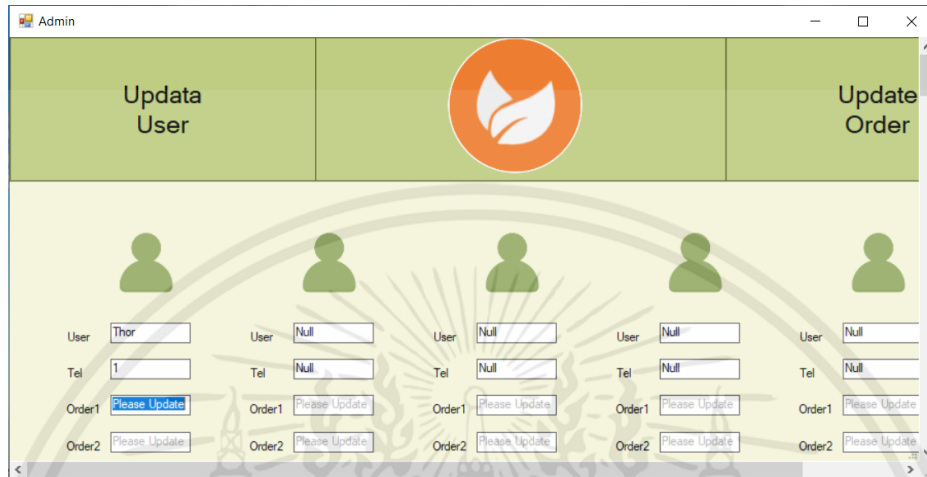 Admin
Updata
User
Update
Order
User Thor User Null User Null User Null User Null
Tel 1 Tel Null Tel Null Tel Null Tel Null
Order1 Please Update Order1 Please Update Order1 Please Update Order1 Please Update Order1 Please Update
Order2 Please Update Order2 Please Update Order2 Please Update Order2 Please Update Order2 Please Update